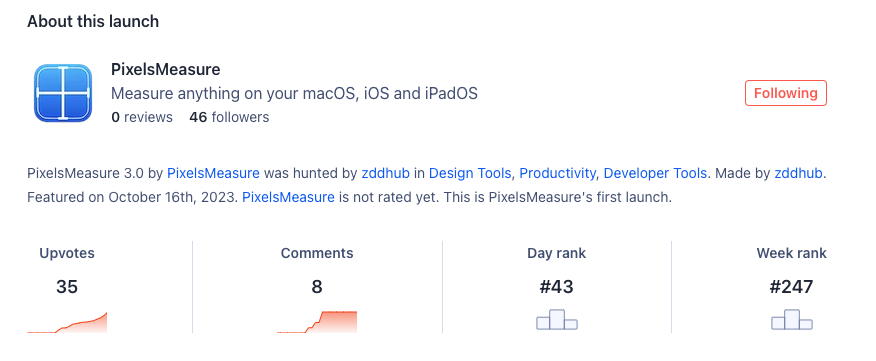 About this launch
PixelsMeasure
Measure anything on your macOS, iOS and iPadOS
0 reviews 46 followers
Following
PixelsMeasure 3.0 by PixelsMeasure was hunted by zddhub in Design Tools, Productivity, Developer Tools. Made by zddhub.
Featured on October 16th, 2023. PixelsMeasure is not rated yet. This is PixelsMeasure's first launch.
Upvotes Comments Day rank Week rank
35 8 #43 #247